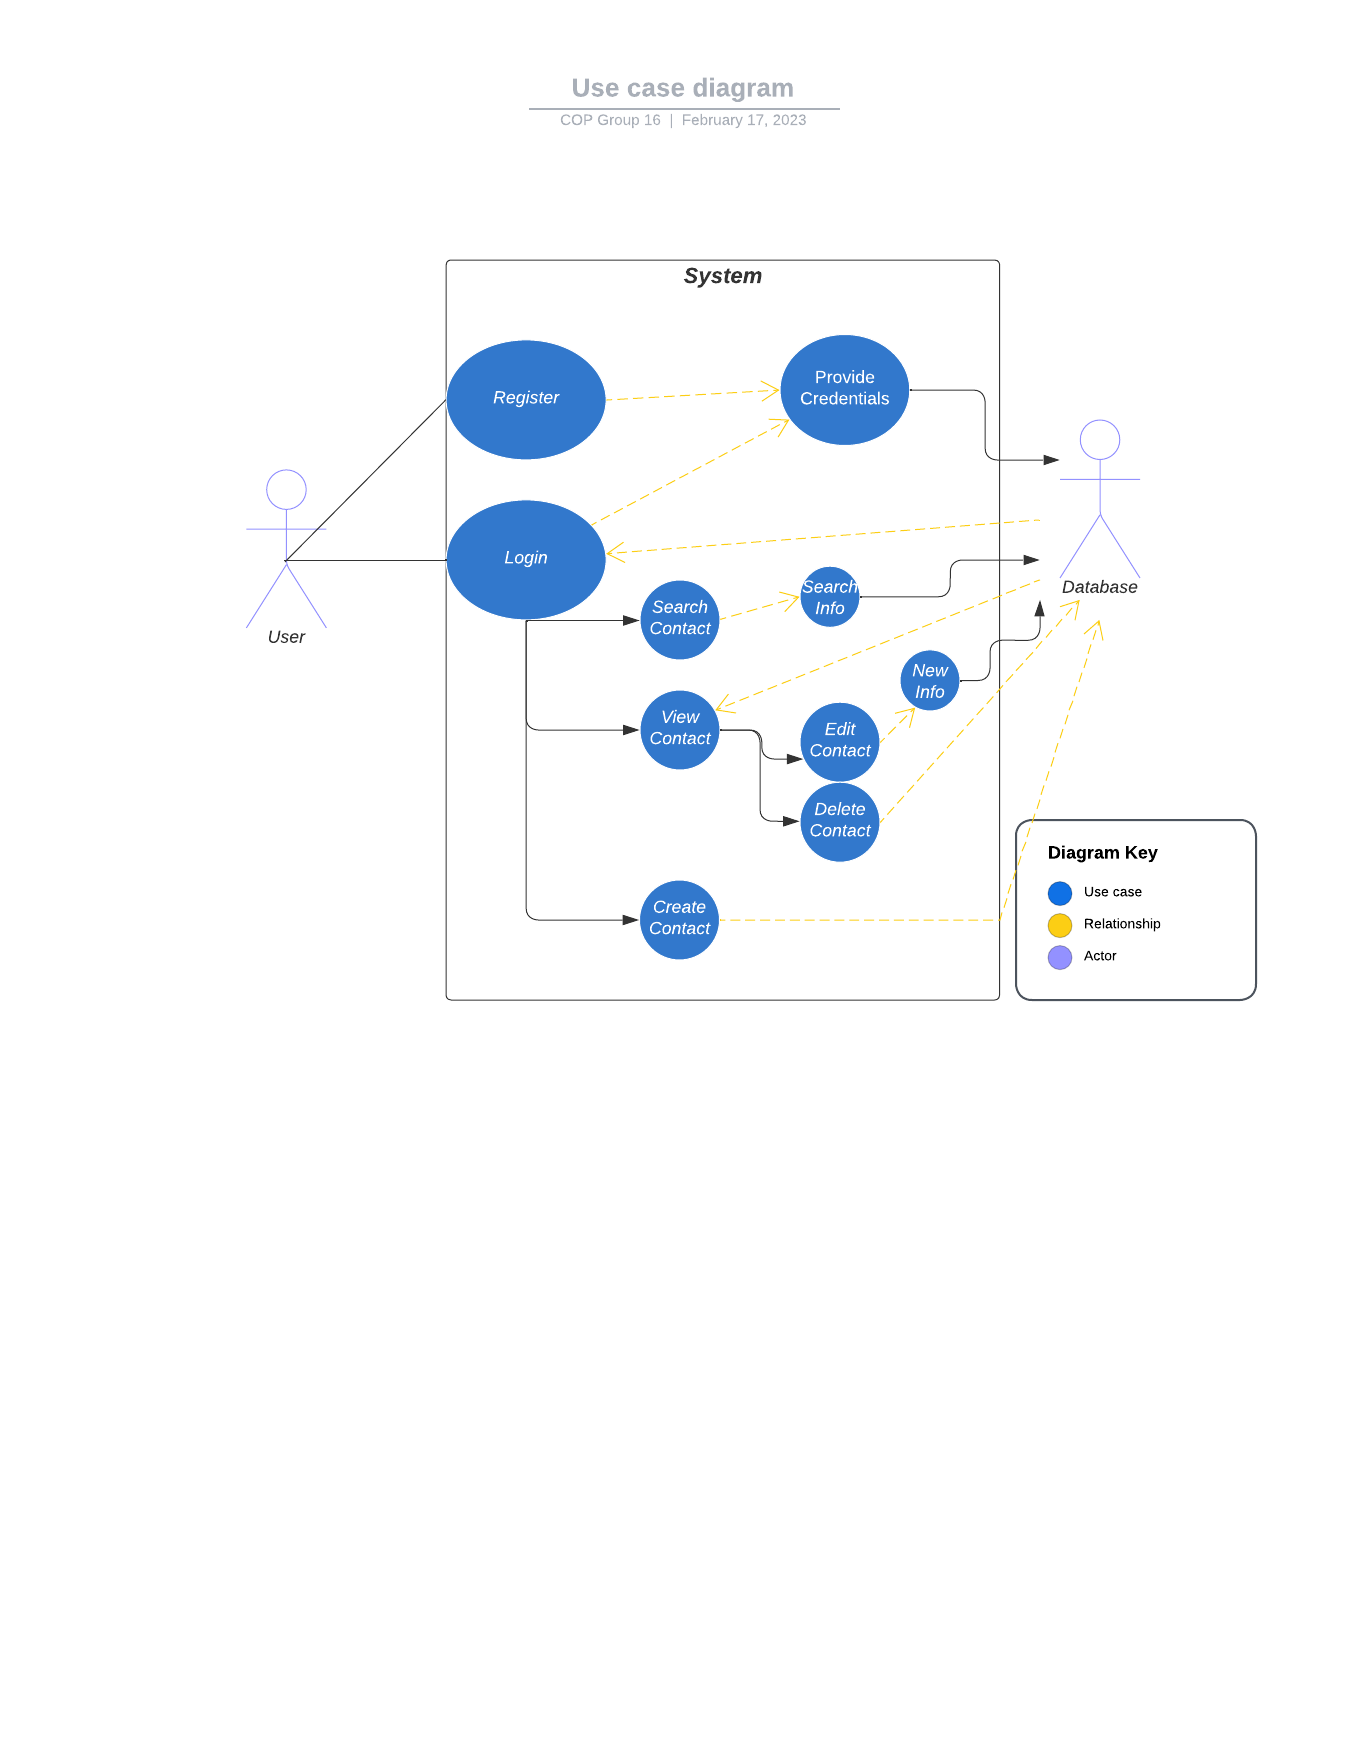 Use case diagram
COP Group 16 | February 17, 2023
System
Register
Provide
Credentials
Login
User
Database
Search
Contact
Search
Info
New
Info
View
Contact
Edit
Contact
Delete
Contact
Create
Contact
Diagram Key
Use case
Relationship
Actor